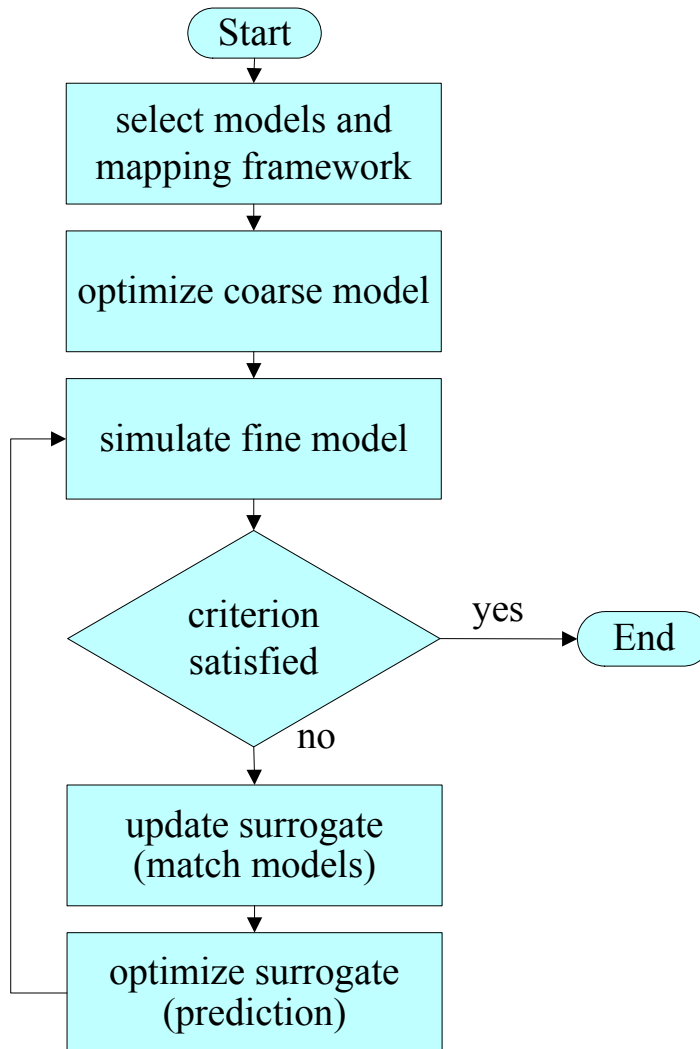 Start
select models and
mapping framework
optimize coarse model
simulate fine model
criterion
satisfied
yes
End
no
update surrogate
(match models)
optimize surrogate
(prediction)